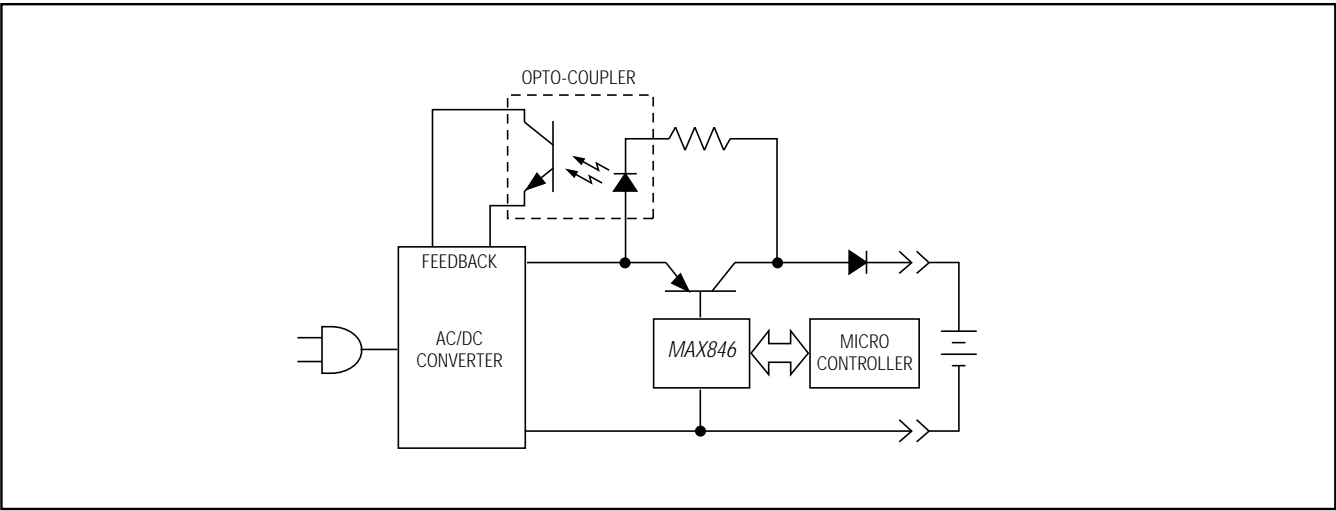 OPTO-COUPLER
FEEDBACK
AC/DC
CONVERTER
MAX846
MICRO
CONTROLLER